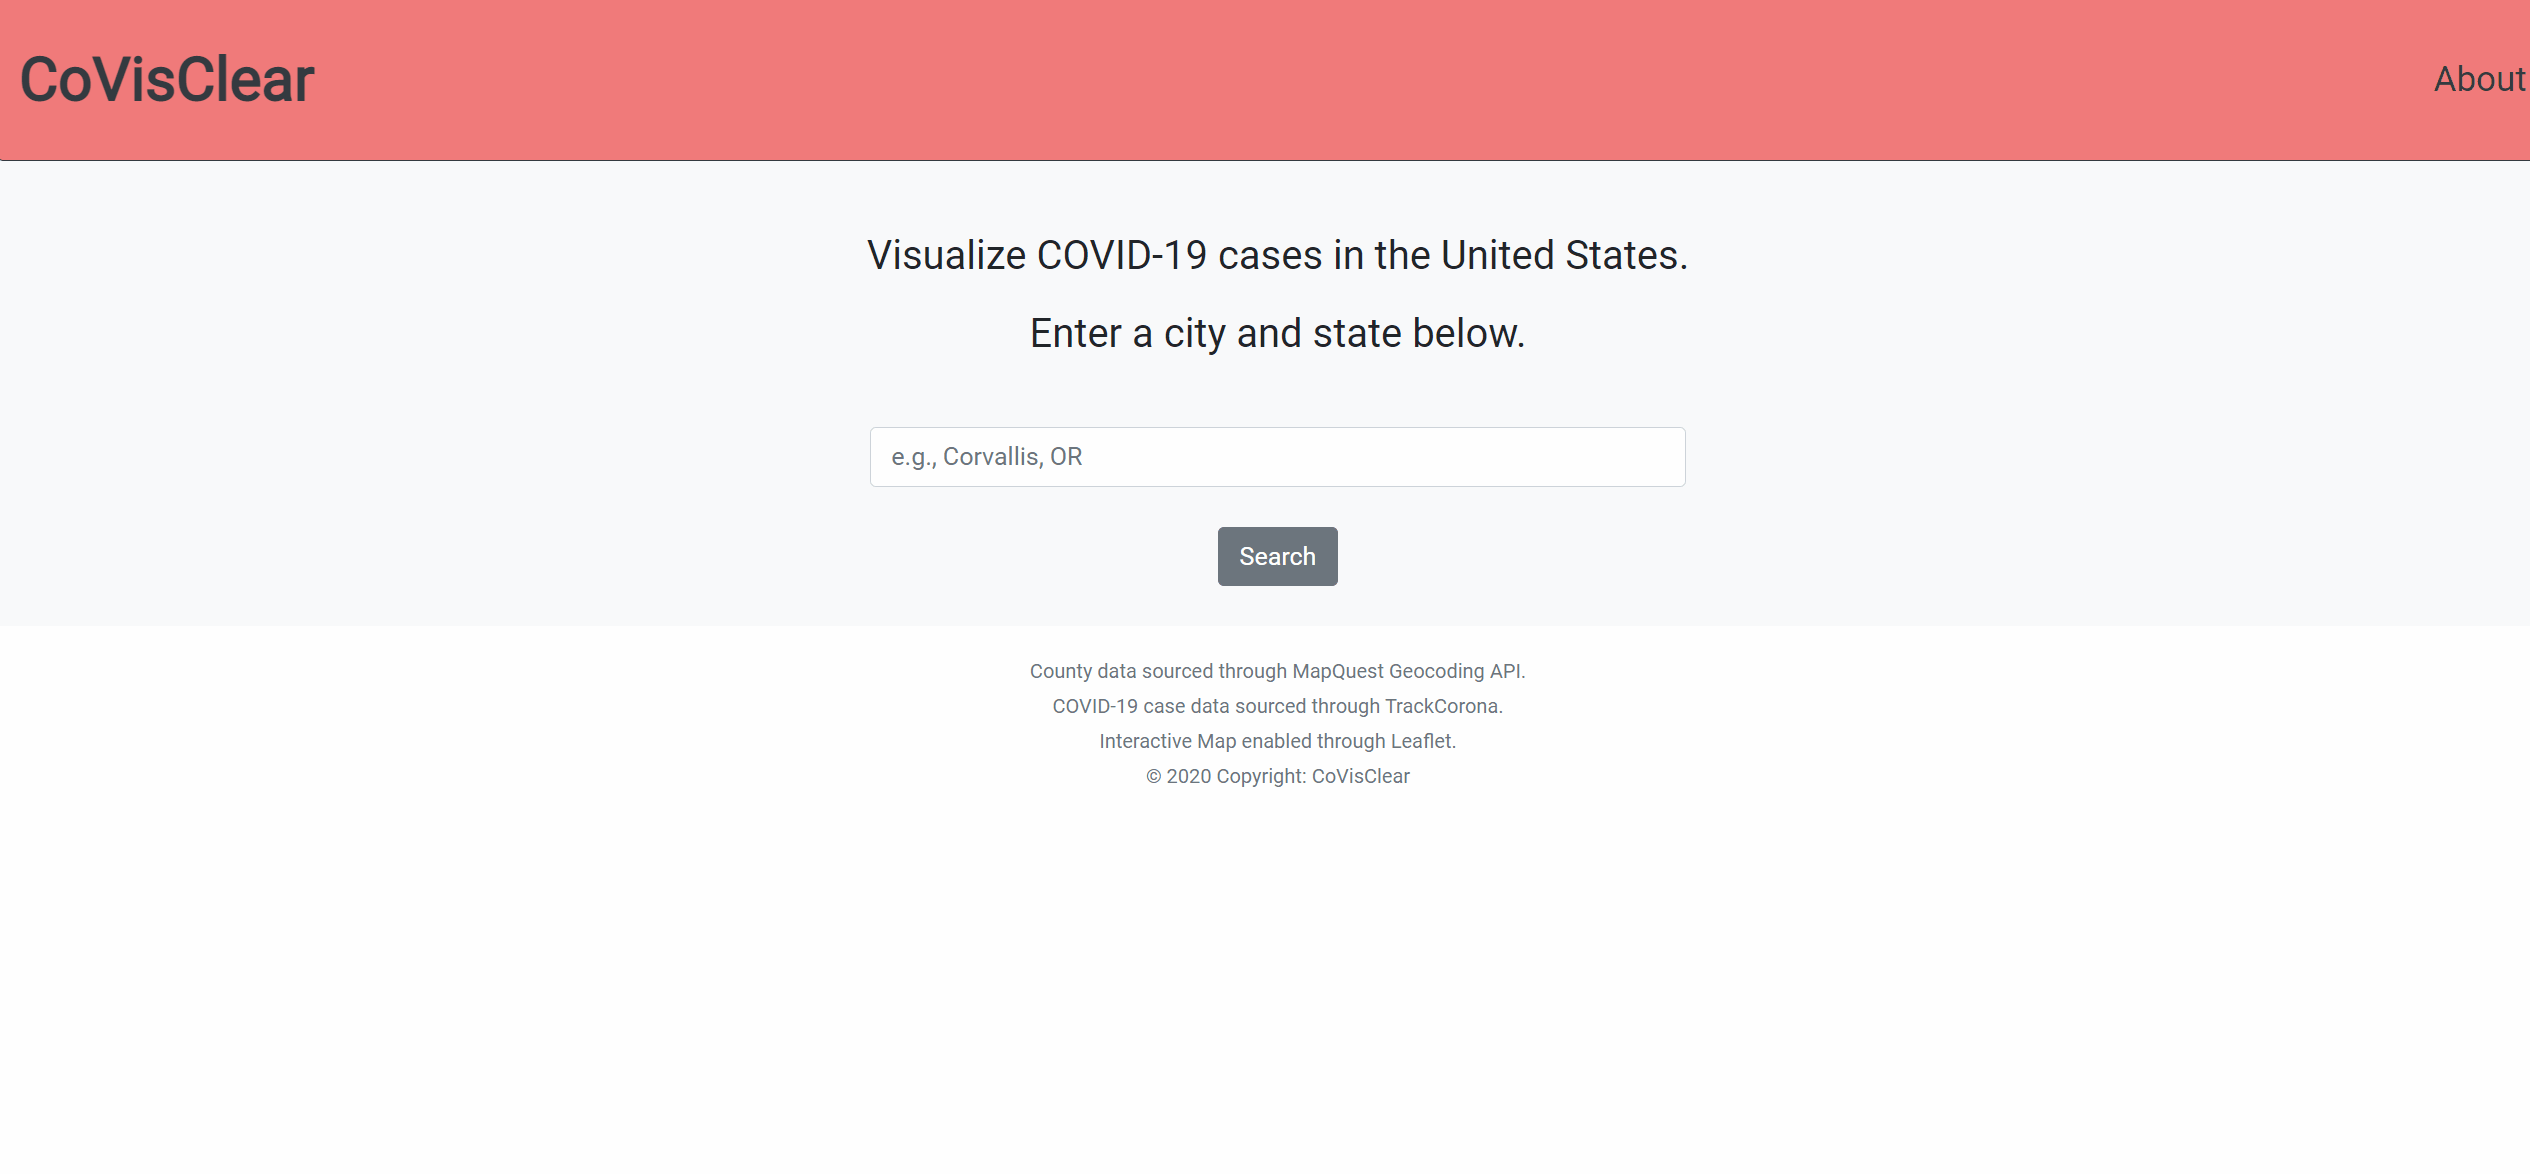 CoVisClear
About
Visualize COVID-19 cases in the United States.
Enter a city and state below.
e.g., Corvallis, OR
Search
County data sourced through MapQuest Geocoding API.
COVID-19 case data sourced through TrackCorona.
Interactive Map enabled through Leaflet.
© 2020 Copyright: CoVisClear